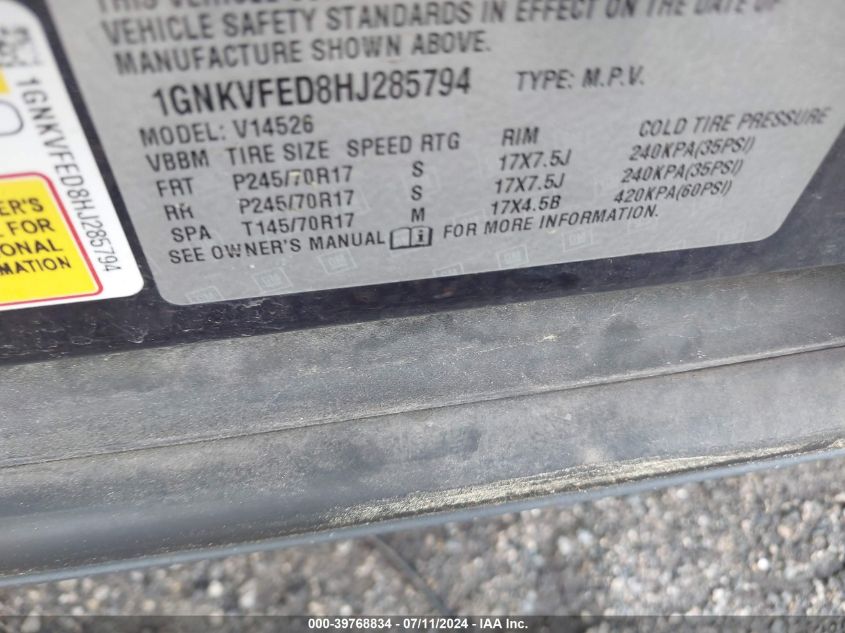 VEHICLE SAFETY STANDARDS IN EFFECT ON THE DATE OF
MANUFACTURE SHOWN ABOVE.
1GNKVFED8HJ285794 TYPE: M.P.V.
MODEL: V14526
VBBM TIRE SIZE SPEED RTG RIM COLD TIRE PRESSURE
FRT P245/70R17 S 17X7.5J 240KPA(35PSI)
RR P245/70R17 S 17X7.5J 240KPA(35PSI)
SPA T145/70R17 M 17X4.5B 420KPA(60PSI)
SEE OWNER'S MANUAL FOR MORE INFORMATION.
1GNKVFED8HJ285794
ER'S
L FOR
IONAL
MATION
000-39768834 - 07/11/2024 - IAA Inc.